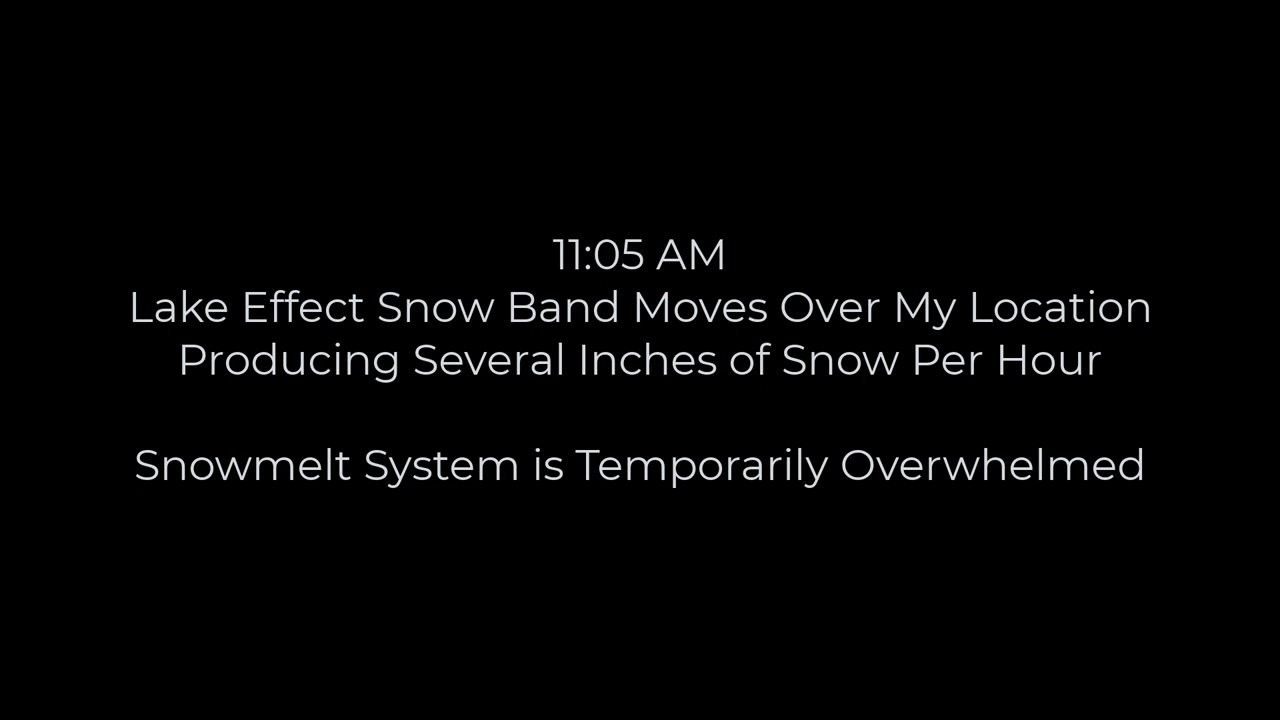 11:05 AM
Lake Effect Snow Band Moves Over My Location
Producing Several Inches of Snow Per Hour
Snowmelt System is Temporarily Overwhelmed